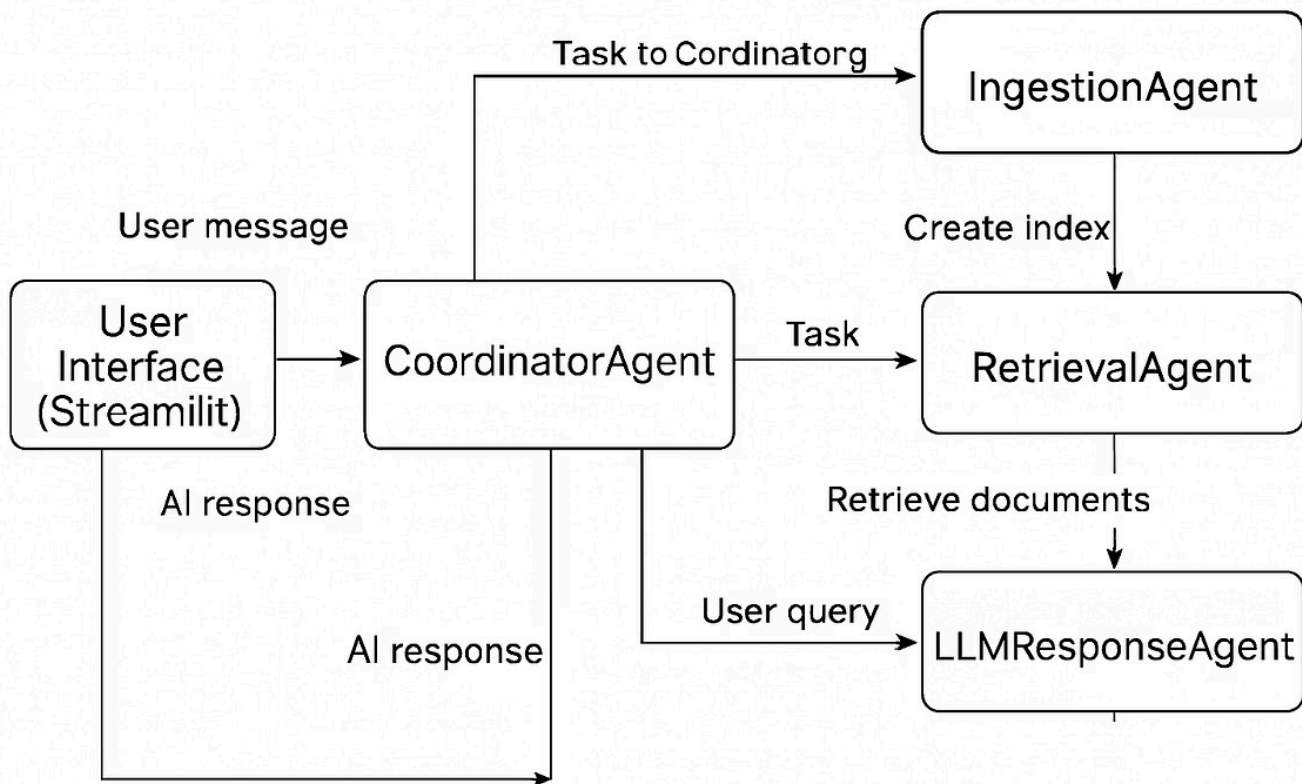 Task to Cordinatorg
IngestionAgent
User message
Create index
User
Interface
(Streamilit)
CoordinatorAgent
Task
RetrievalAgent
AI response
Retrieve documents
User query
AI response
LLMResponseAgent